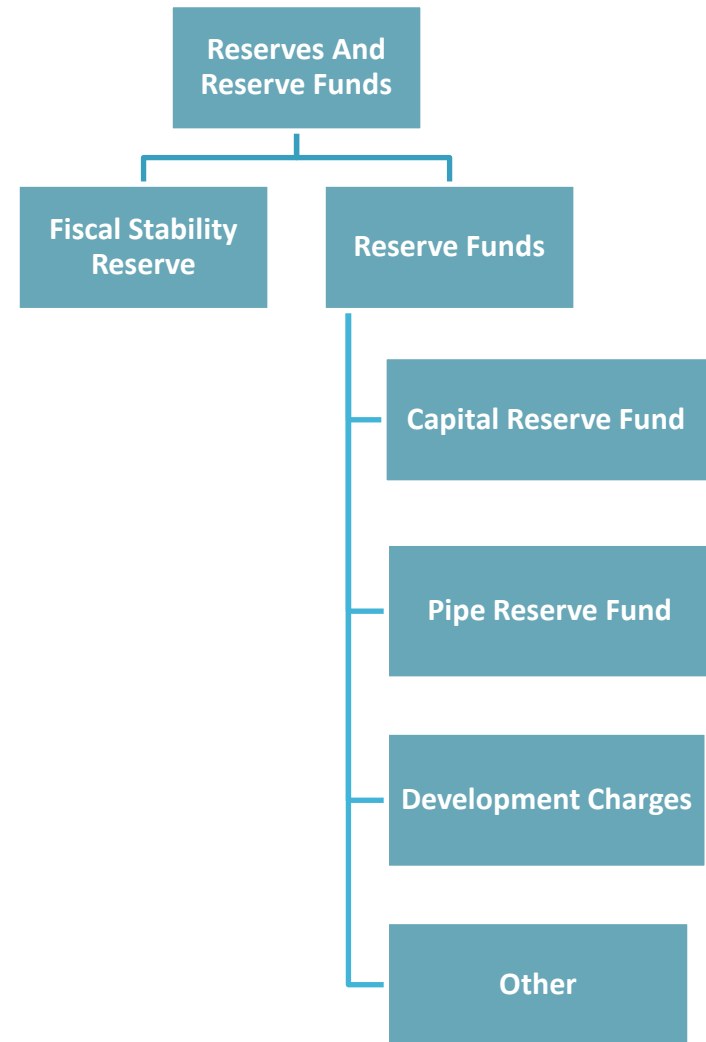 Reserves And
Reserve Funds
Fiscal Stability
Reserve
Reserve Funds
Capital Reserve Fund
Pipe Reserve Fund
Development Charges
Other